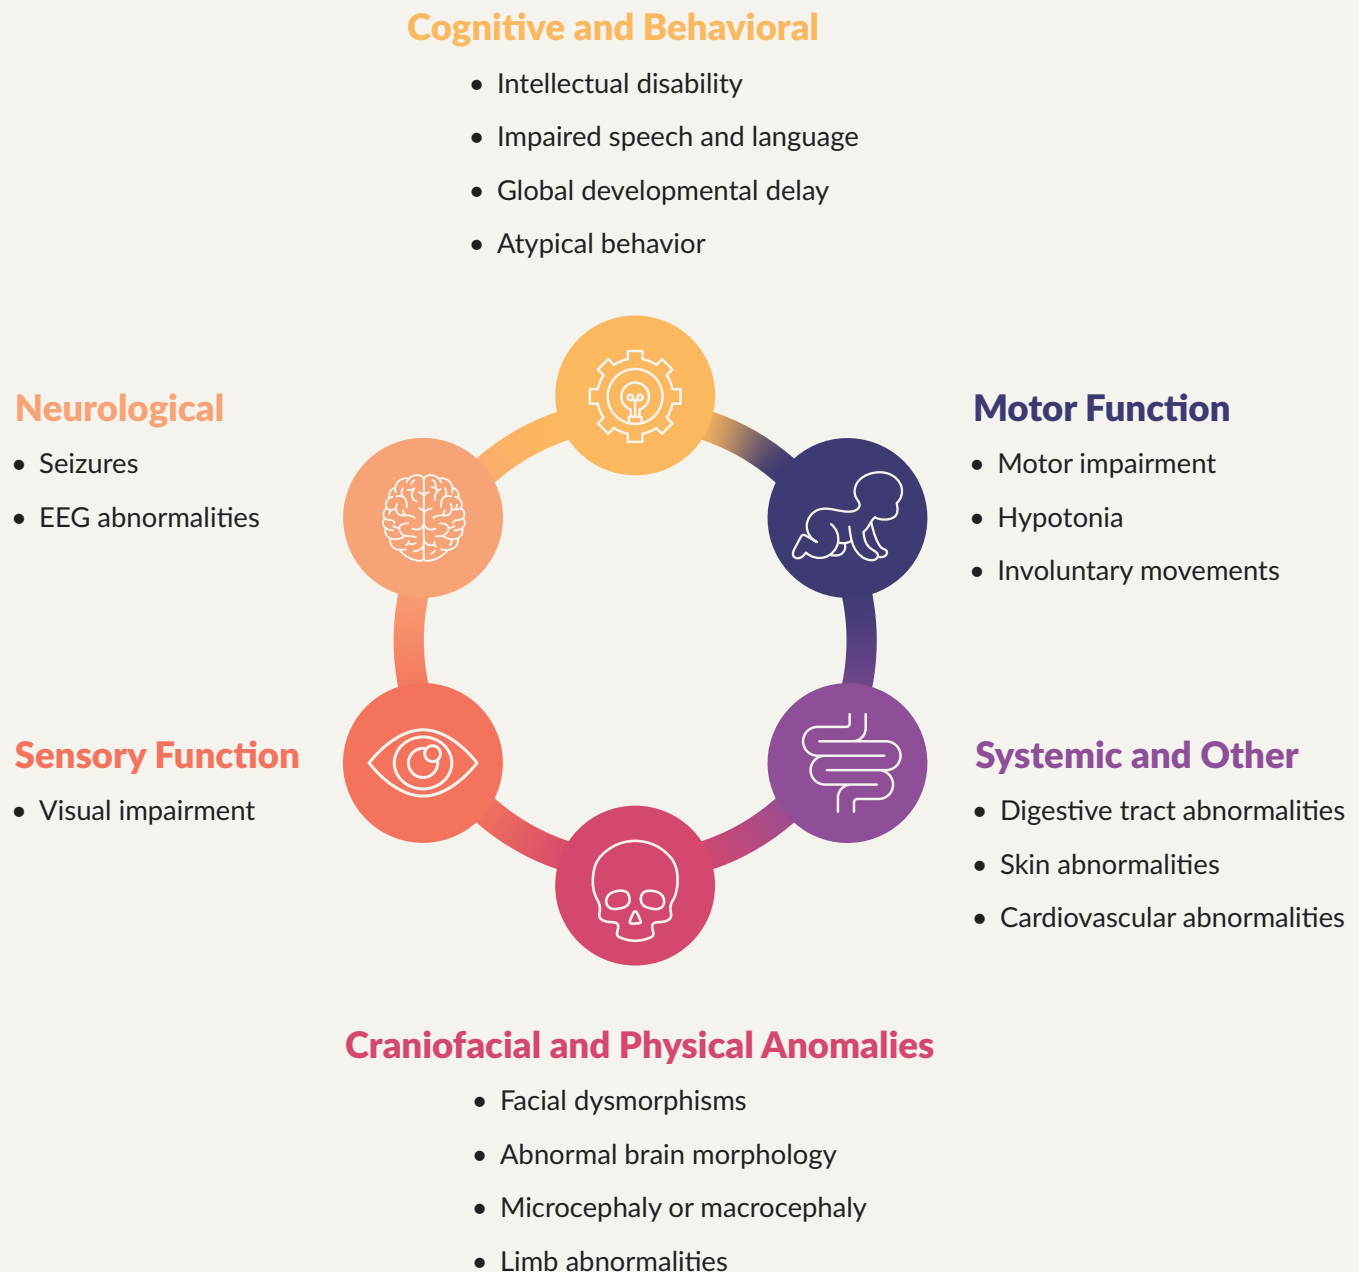 Cognitive and Behavioral
• Intellectual disability
• Impaired speech and language
• Global developmental delay
• Atypical behavior
Neurological
• Seizures
• EEG abnormalities
Motor Function
• Motor impairment
• Hypotonia
• Involuntary movements
Sensory Function
• Visual impairment
Systemic and Other
• Digestive tract abnormalities
• Skin abnormalities
• Cardiovascular abnormalities
Craniofacial and Physical Anomalies
• Facial dysmorphisms
• Abnormal brain morphology
• Microcephaly or macrocephaly
• Limb abnormalities